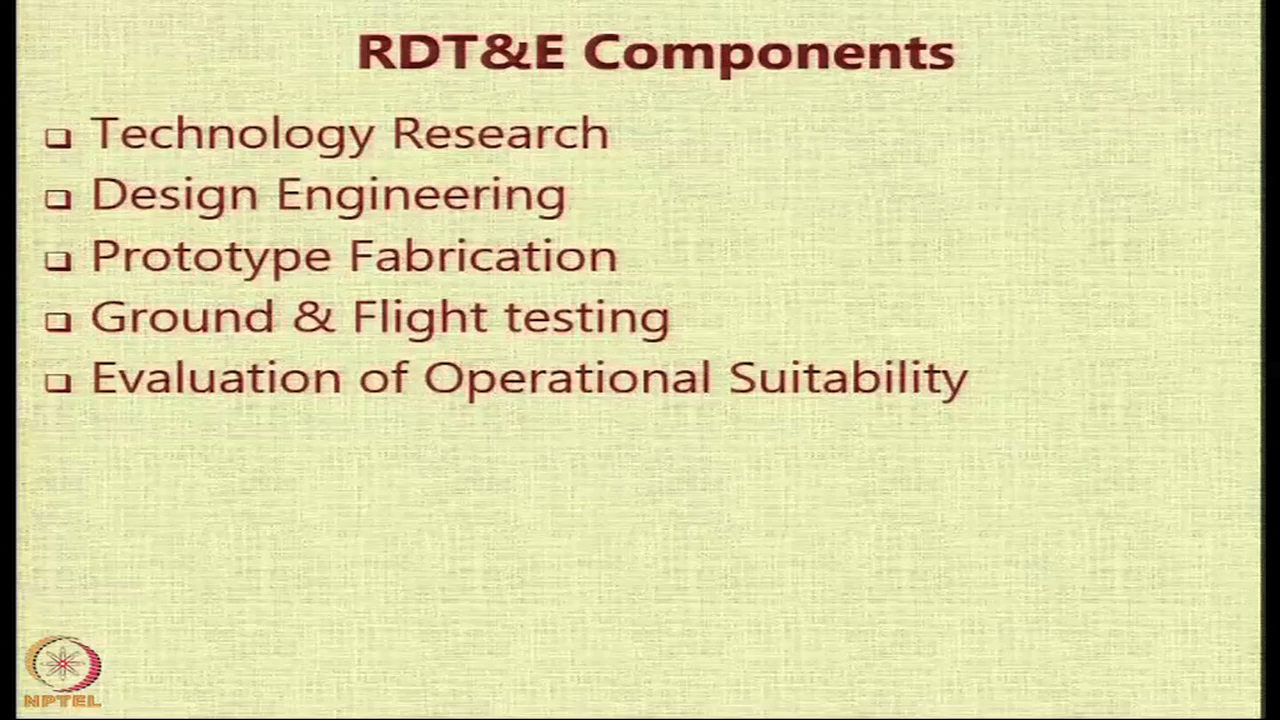 RDT&E Components
Technology Research
Design Engineering
Prototype Fabrication
Ground & Flight testing
Evaluation of Operational Suitability
NPTEL